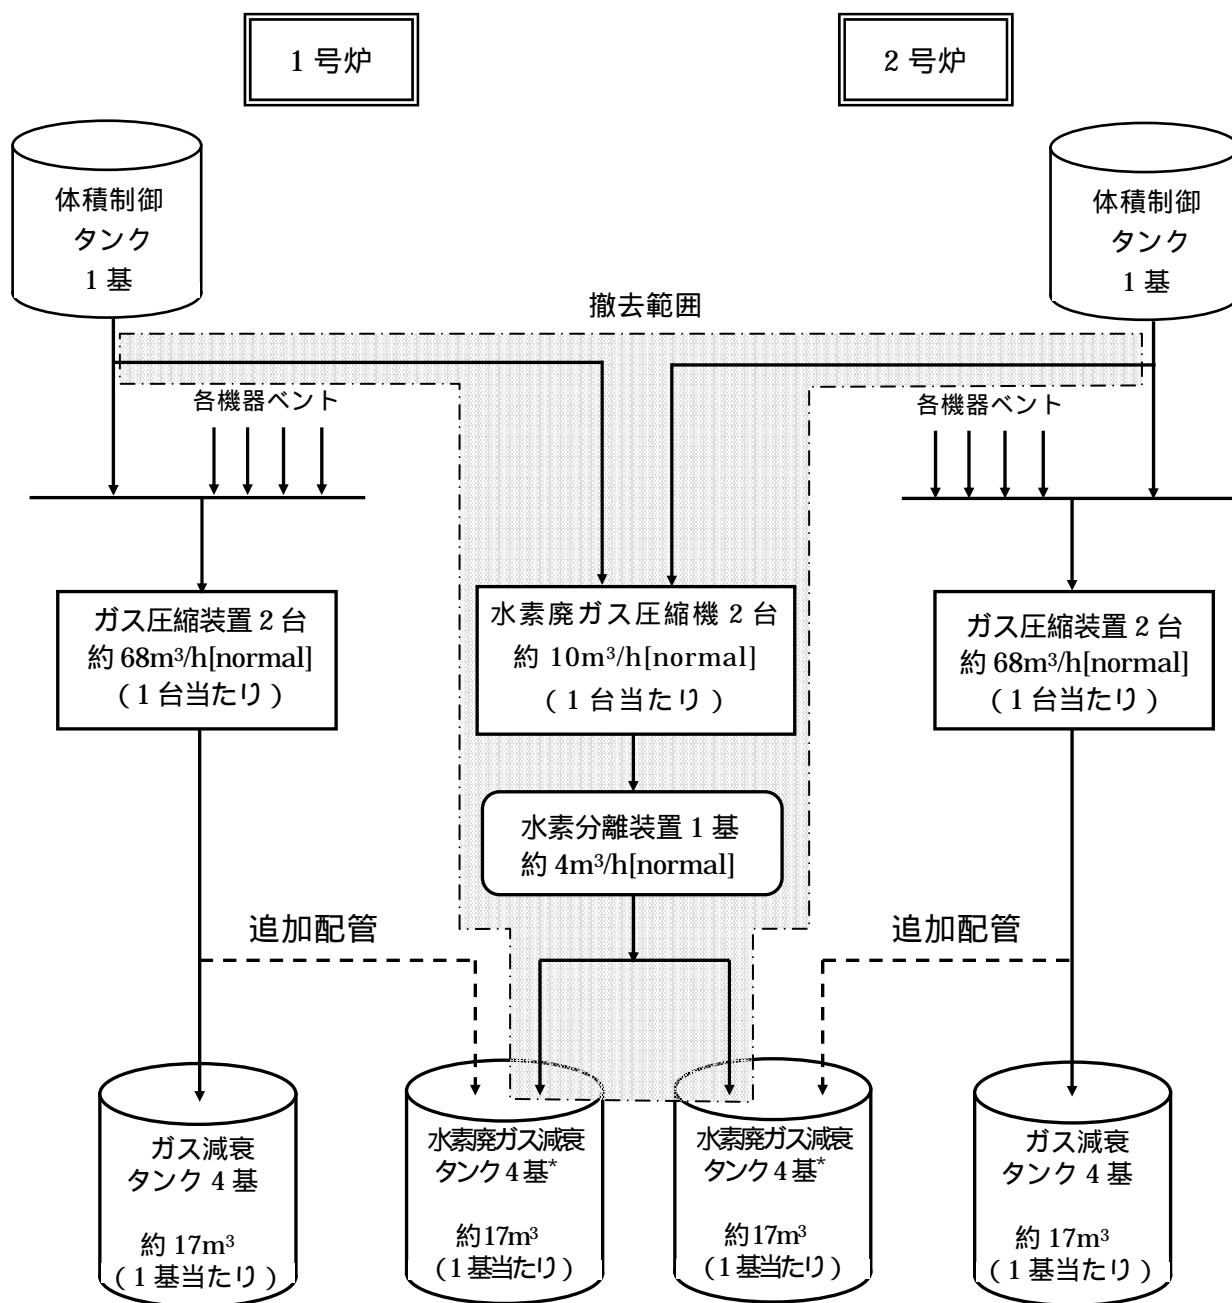 1 号炉
2 号炉
体積制御
タンク
1 基
体積制御
タンク
1 基
撤去範囲
各機器ベント
各機器ベント
ガス圧縮装置 2 台
約 68m³/h[normal]
（1 台当たり）
水素廃ガス圧縮機 2 台
約 10m³/h[normal]
（1 台当たり）
ガス圧縮装置 2 台
約 68m³/h[normal]
（1 台当たり）
水素分離装置 1 基
約 4m³/h[normal]
追加配管
追加配管
ガス減衰
タンク 4 基
約 17m³
（1 基当たり）
水素廃ガス減衰
タンク 4 基*
約 17m³
（1 基当たり）
水素廃ガス減衰
タンク 4 基*
約 17m³
（1 基当たり）
ガス減衰
タンク 4 基
約 17m³
（1 基当たり）